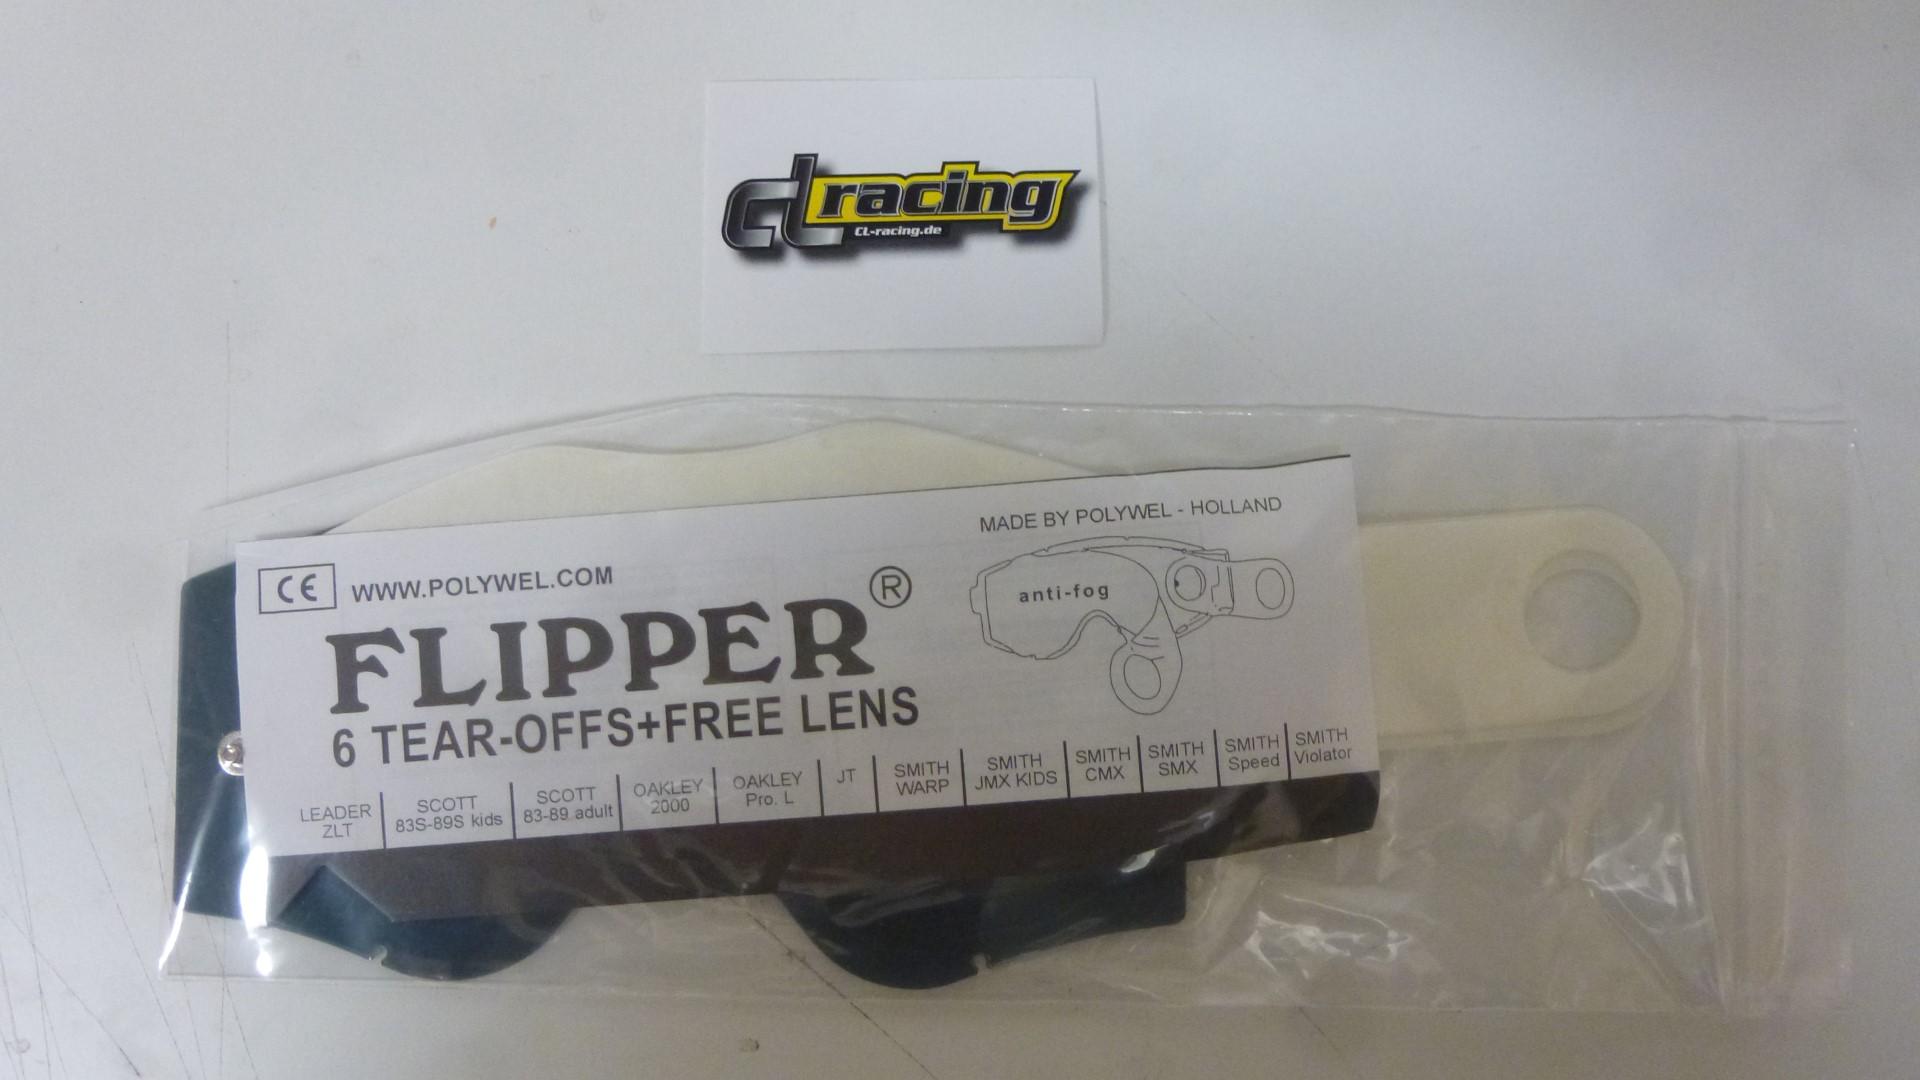 cl racing
CL-racing.de
MADE BY POLYWEL - HOLLAND
CE WWW.POLYWEL.COM
FLIPPER®
anti-fog
6 TEAR-OFFS+FREE LENS
LEADER ZLT
SCOTT 83S-89S kids
SCOTT 83-89 adult
OAKLEY 2000
OAKLEY Pro. L
JT
SMITH WARP
SMITH JMX KIDS
SMITH CMX
SMITH SMX
SMITH Speed
SMITH Violator